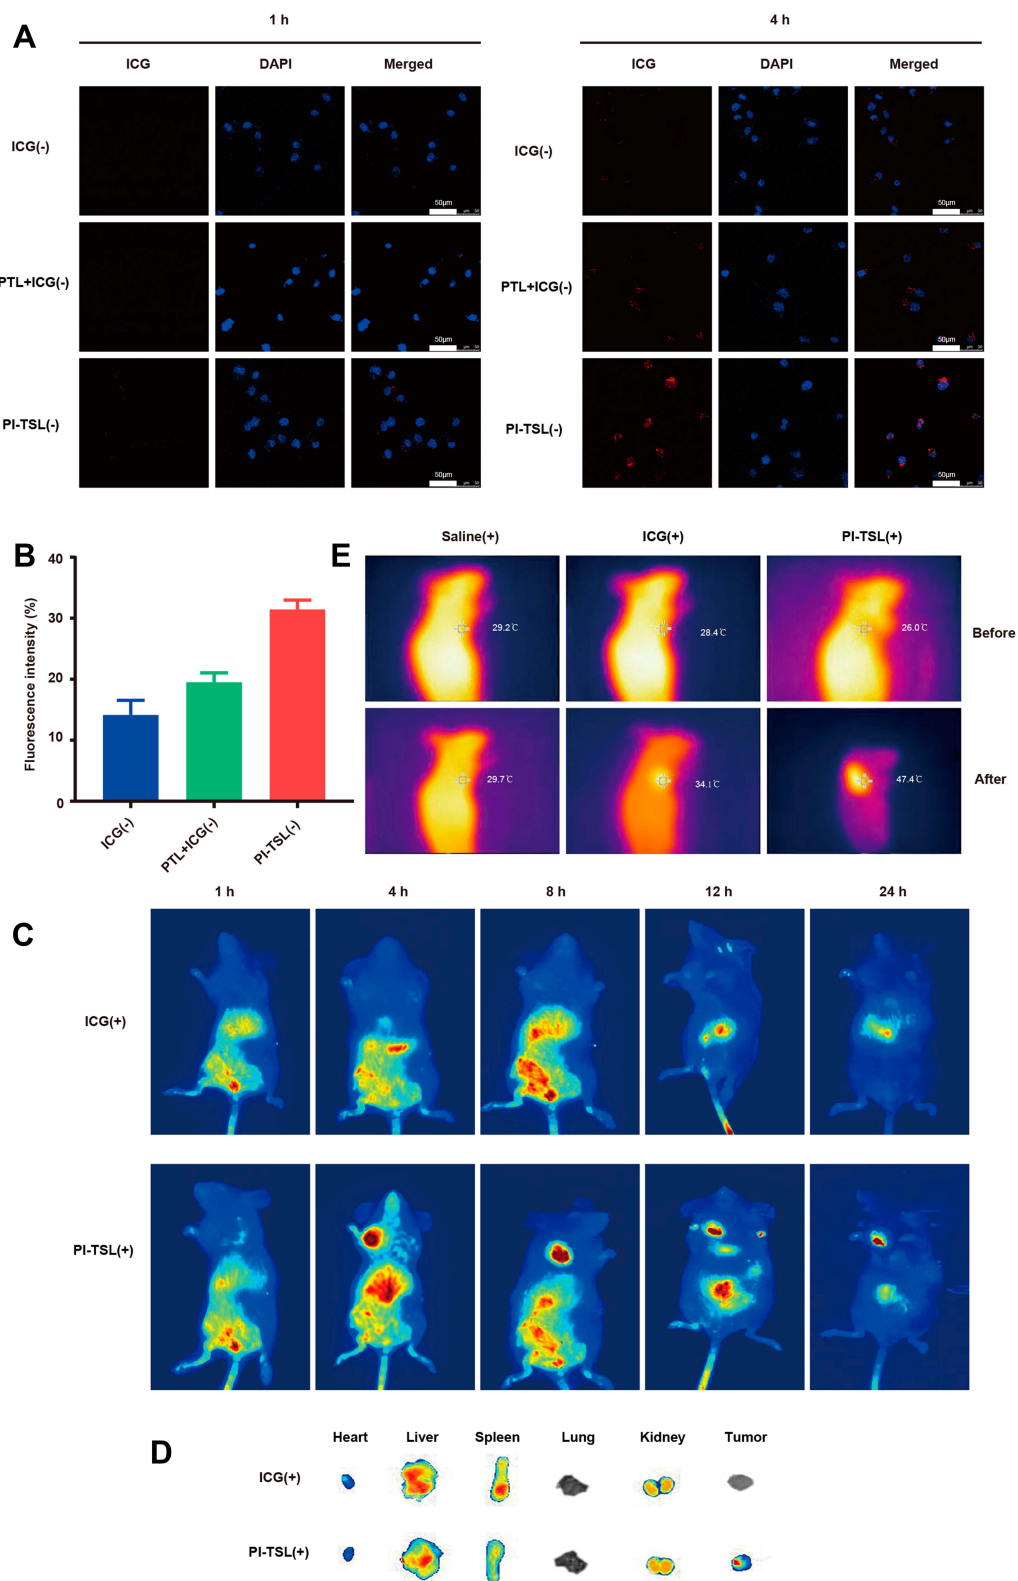 A
1 h
4 h
ICG
DAPI
Merged
ICG
DAPI
Merged
ICG(-)
50μm
ICG(-)
50μm
PTL+ICG(-)
50μm
PTL+ICG(-)
50μm
PI-TSL(-)
50μm
PI-TSL(-)
50μm
B
Fluorescence intensity (%)
40
30
20
10
0
ICG(-)
PTL+ICG(-)
PI-TSL(-)
E
Saline(+)
ICG(+)
PI-TSL(+)
29.2℃
28.4℃
26.0℃
Before
29.7℃
34.1℃
47.4℃
After
C
1 h
4 h
8 h
12 h
24 h
ICG(+)
PI-TSL(+)
D
Heart
Liver
Spleen
Lung
Kidney
Tumor
ICG(+)
PI-TSL(+)